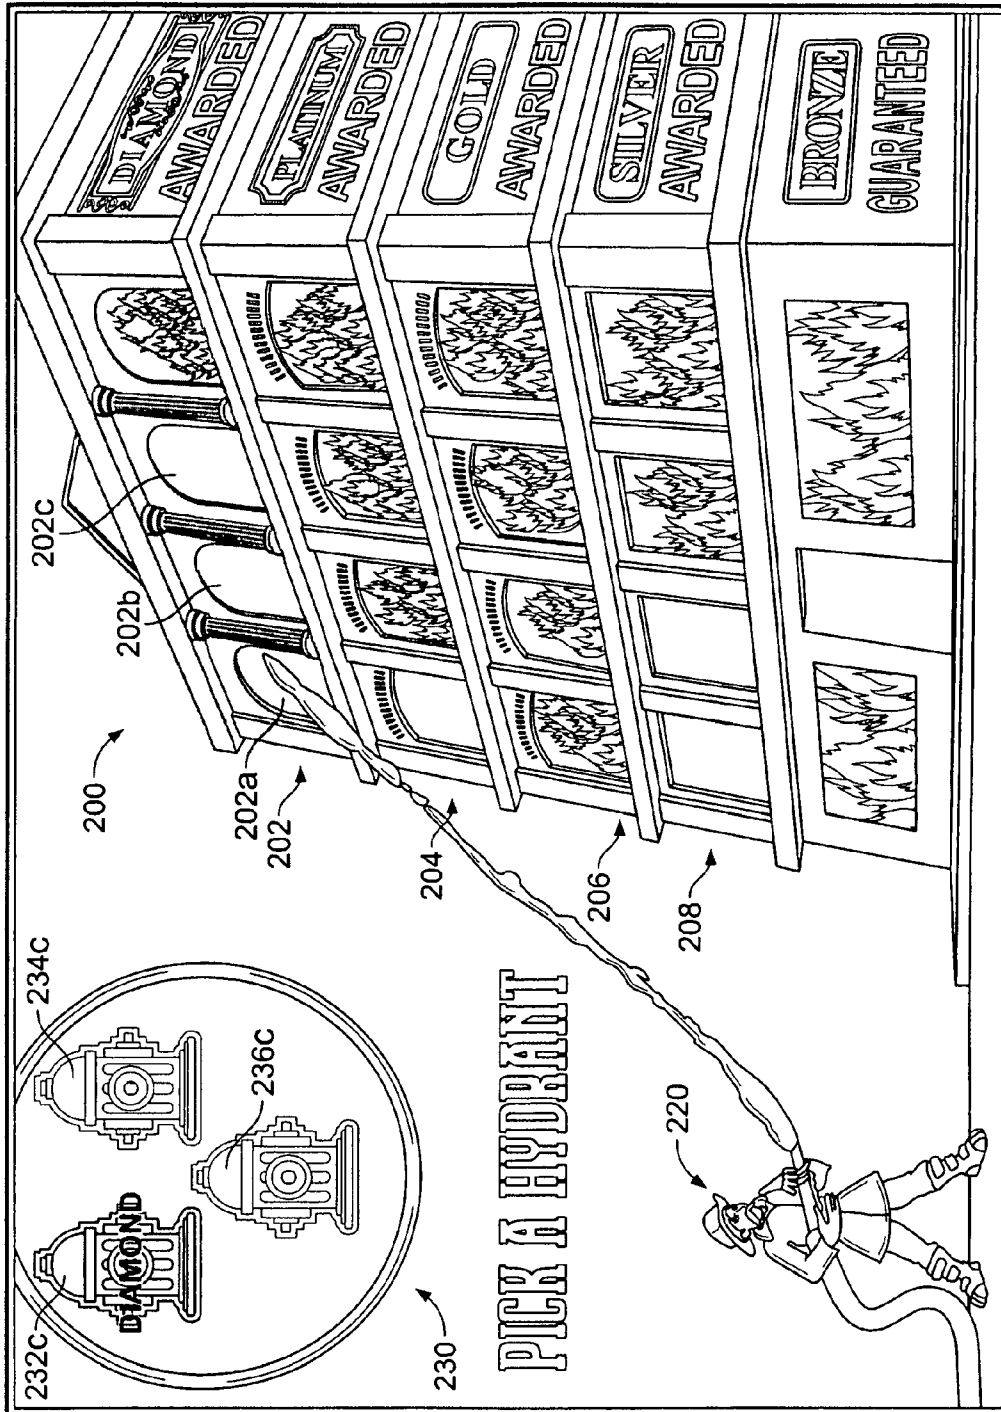 200
202c
202b
202a
202
204
206
208
DIAMOND
AWARDED
PLATINUM
AWARDED
GOLD
AWARDED
SILVER
AWARDED
BRONZE
GUARANTEED
232c
234c
236c
DIAMOND
230
PICK A HYDRANT
220